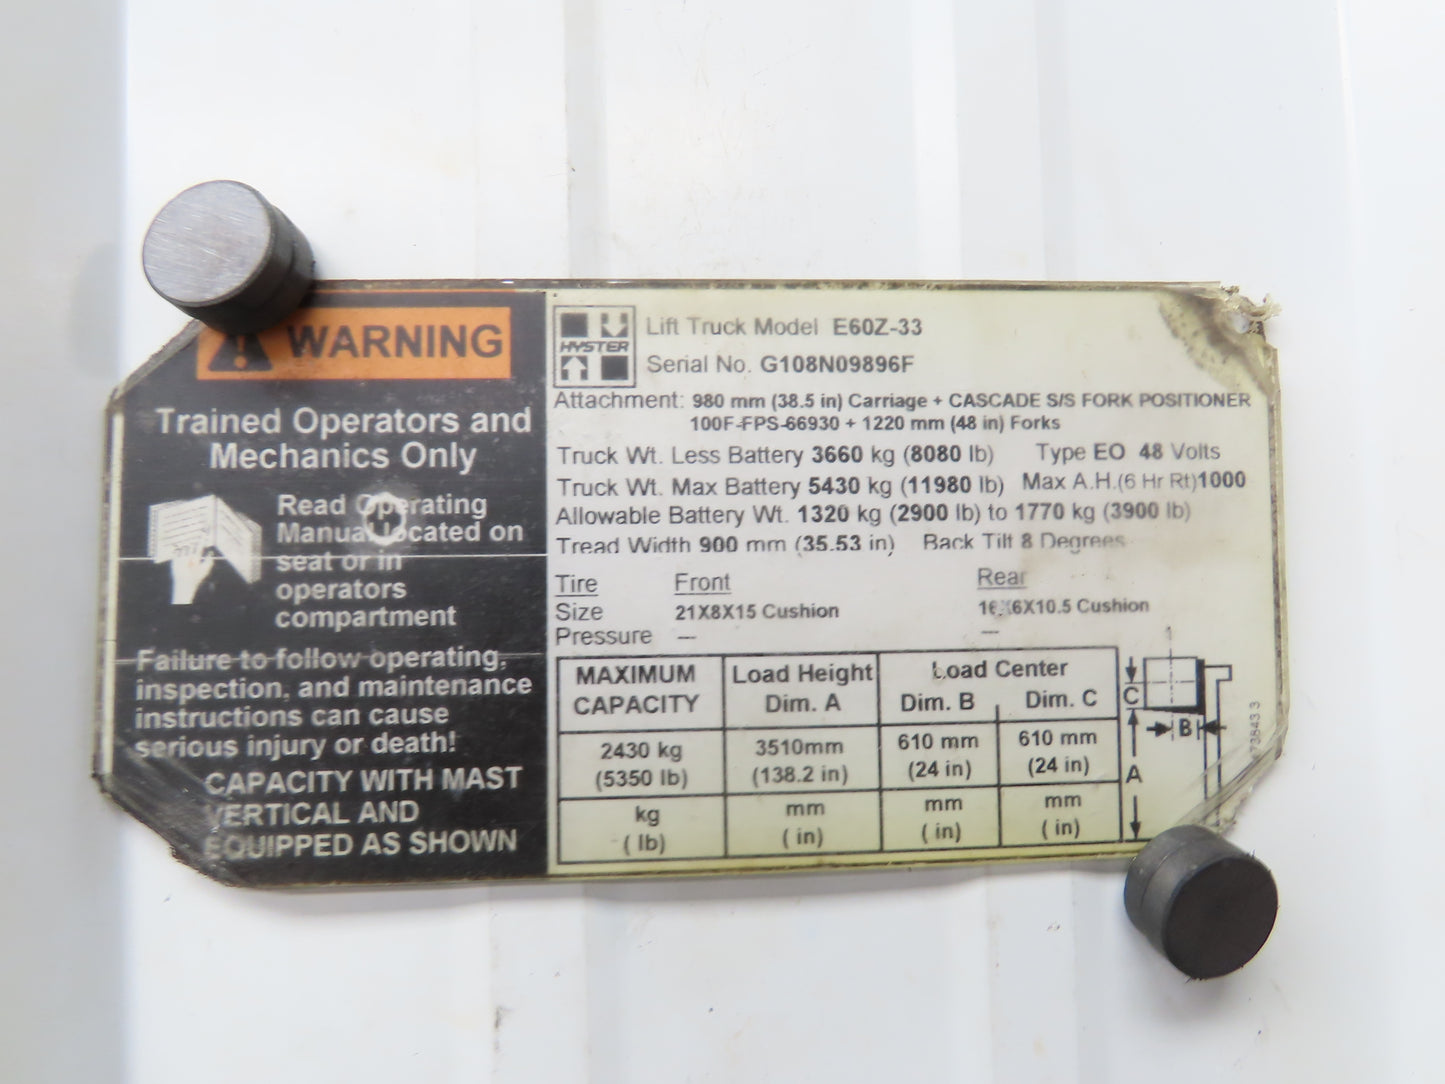 WARNING
Trained Operators and
Mechanics Only
Read Operating
Manual located on
seat or in
operators
compartment
Failure to follow operating,
inspection, and maintenance
instructions can cause
serious injury or death!
CAPACITY WITH MAST
VERTICAL AND
EQUIPPED AS SHOWN
HYSTER
Lift Truck Model E60Z-33
Serial No. G108N09896F
Attachment: 980 mm (38.5 in) Carriage + CASCADE S/S FORK POSITIONER
100F-FPS-66930 + 1220 mm (48 in) Forks
Truck Wt. Less Battery 3660 kg (8080 lb) Type EO 48 Volts
Truck Wt. Max Battery 5430 kg (11980 lb) Max A.H.(6 Hr Rt)1000
Allowable Battery Wt. 1320 kg (2900 lb) to 1770 kg (3900 lb)
Tread Width 900 mm (35.53 in) Back Tilt 8 Degrees
Tire Front Rear
Size 21X8X15 Cushion 16X6X10.5 Cushion
Pressure — —
MAXIMUM CAPACITY Load Height Dim. A Load Center Dim. B Dim. C
2430 kg 3510mm 610 mm 610 mm
(5350 lb) (138.2 in) (24 in) (24 in)
kg mm mm mm
( lb) ( in) ( in) ( in)
C
B
A